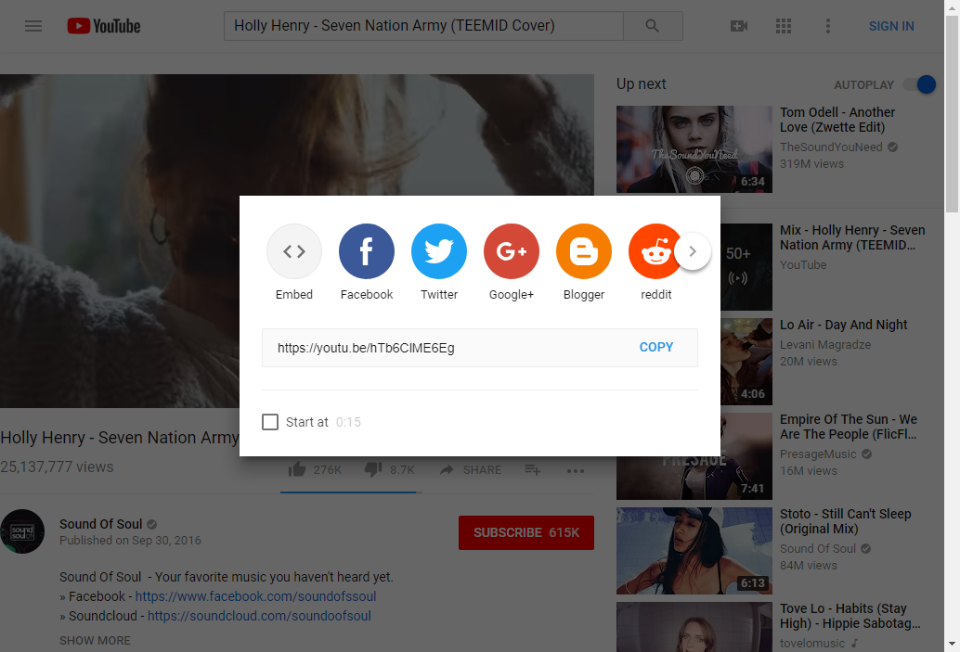 YouTube
Holly Henry - Seven Nation Army (TEEMID Cover)
SIGN IN
Up next
AUTOPLAY
TheSoundYouNeed
6:34
Tom Odell - Another
Love (Zwette Edit)
TheSoundYouNeed
319M views
50+
Mix - Holly Henry - Seven
Nation Army (TEEMID…
YouTube
4:06
Lo Air - Day And Night
Levani Magradze
20M views
PRESAGE
7:41
Empire Of The Sun - We
Are The People (FlicFl…
PresageMusic
16M views
6:13
Stoto - Still Can't Sleep
(Original Mix)
Sound Of Soul
84M views
Tove Lo - Habits (Stay
High) - Hippie Sabotag…
tovelomusic
Embed
Facebook
Twitter
G+
Google+
Blogger
reddit
https://youtu.be/hTb6CIME6Eg
COPY
Start at 0:15
Holly Henry - Seven Nation Army
25,137,777 views
276K
8.7K
SHARE
sound
soul
Sound Of Soul
Published on Sep 30, 2016
SUBSCRIBE 615K
Sound Of Soul - Your favorite music you haven't heard yet.
» Facebook - https://www.facebook.com/soundofssoul
» Soundcloud - https://soundcloud.com/soundoofsoul
SHOW MORE